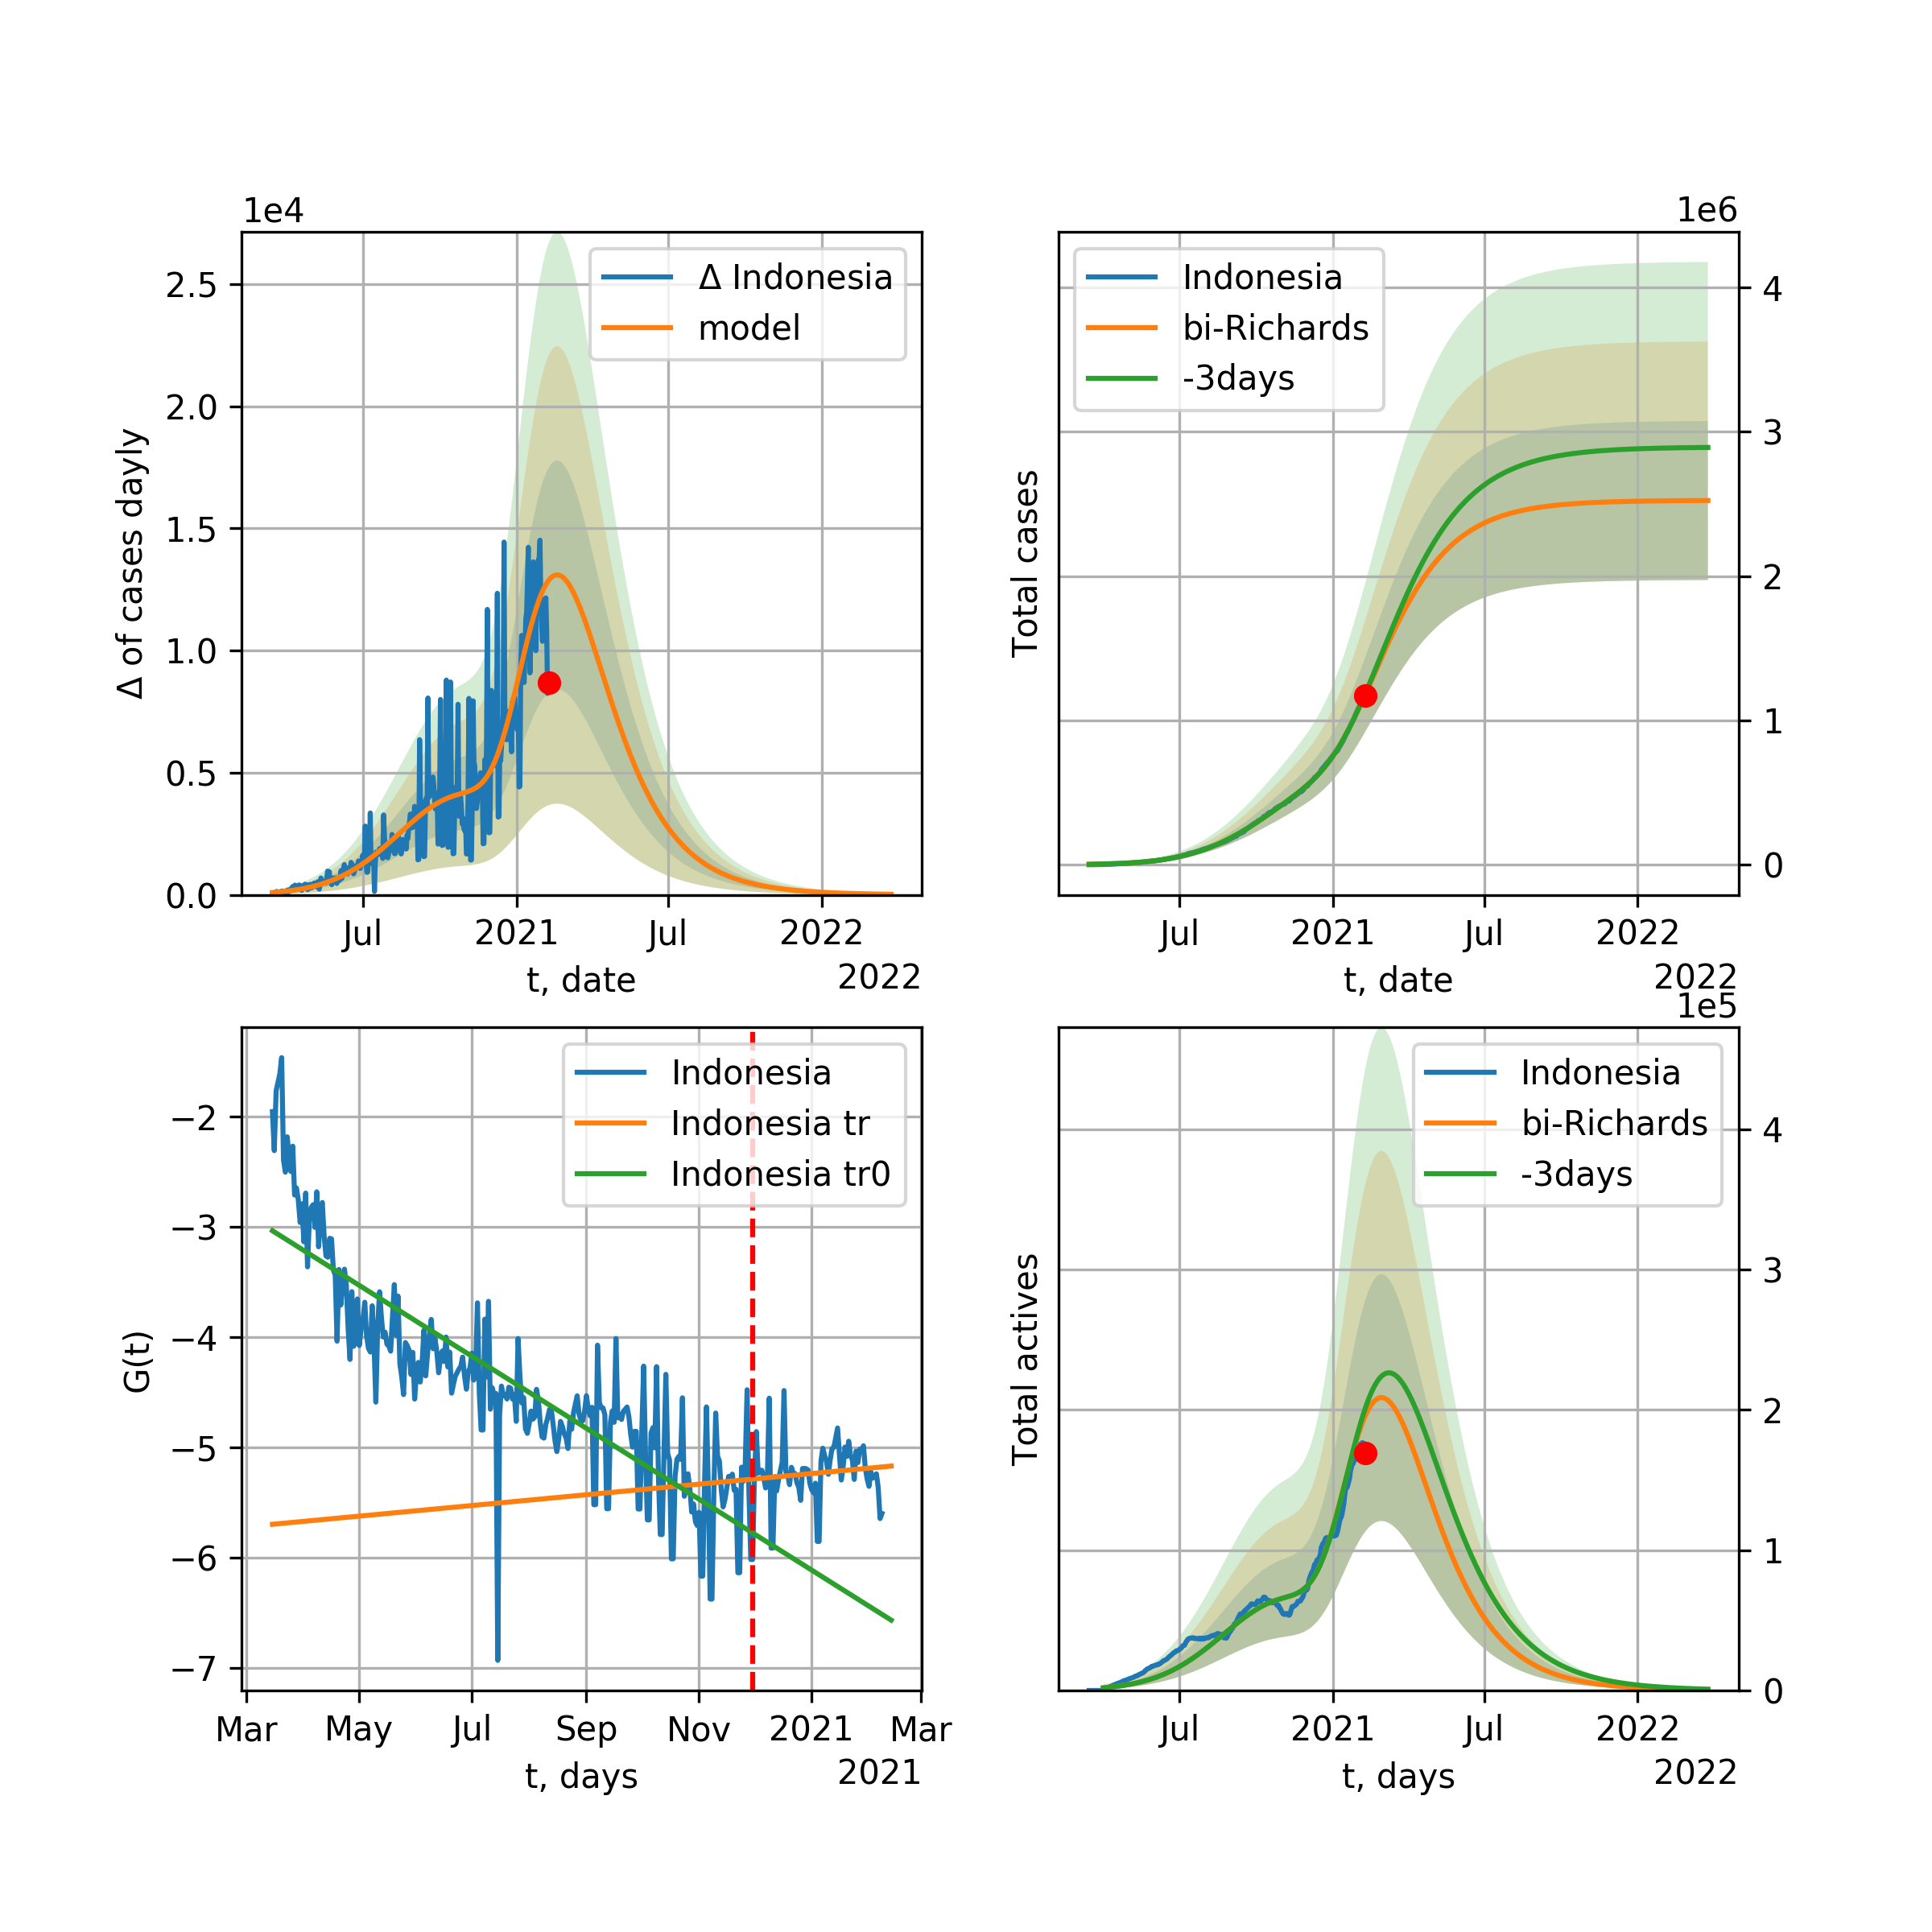 1e4
2.5
2.0
1.5
1.0
0.5
0.0
Δ of cases dayly
Δ Indonesia
model
Jul
2021
Jul
2022
t, date
2022
1e6
Indonesia
bi-Richards
-3days
Total cases
4
3
2
1
0
Jul
2021
Jul
2022
t, date
2022
−2
−3
−4
−5
−6
−7
G(t)
Indonesia
Indonesia tr
Indonesia tr0
Mar
May
Jul
Sep
Nov
2021
Mar
t, days
2021
1e5
Indonesia
bi-Richards
-3days
Total actives
4
3
2
1
0
Jul
2021
Jul
2022
t, days
2022